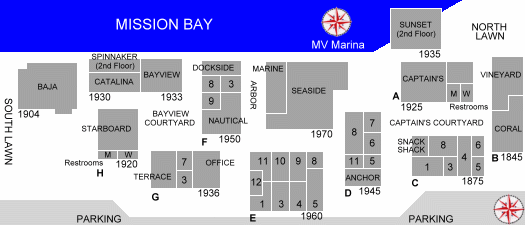 MISSION BAY
MV Marina
SUNSET
(2nd Floor)
1935
NORTH
LAWN
SPINNAKER
(2nd Floor)
CATALINA
1930
BAYVIEW
1933
BAJA
1904
DOCKSIDE
8 3
9
NAUTICAL
F 1950
MARINE
ARBOR
SEASIDE
1970
CAPTAIN'S
A
1925
M W
Restrooms
VINEYARD
CORAL
B 1845
SOUTH LAWN
STARBOARD
M W
Restrooms 1920
H
BAYVIEW
COURTYARD
TERRACE
7
3
OFFICE
G 1936
11 10 9 8
12
1 3 4 5
E 1960
8 7
6
11 5
ANCHOR
D 1945
CAPTAIN'S COURTYARD
SNACK
SHACK
8 4 6
1 3 5
C 1875
PARKING
PARKING